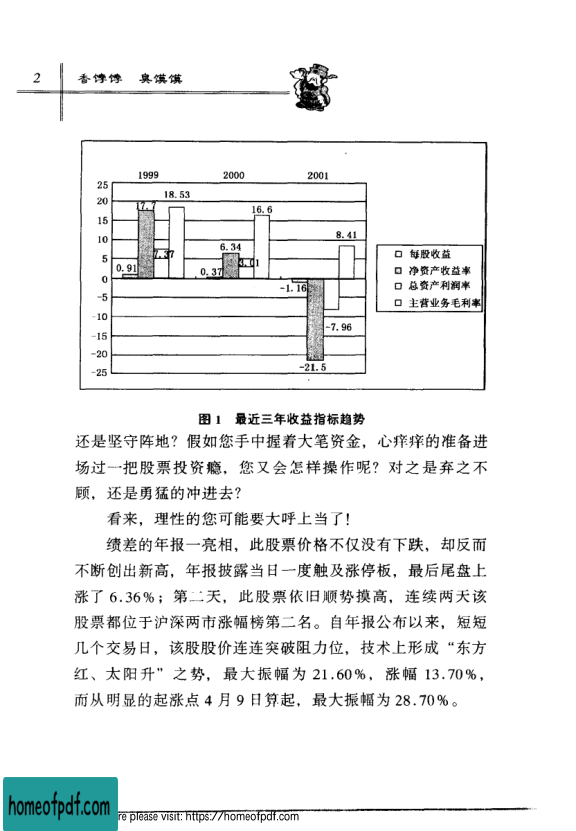 2
香饽饽 臭馍馍
1999 2000 2001
25
20
15
10
5
0
-5
-10
-15
-20
-25
0.91
17.7
7.37
18.53
0.37
6.34
3.01
16.6
-1.16
-21.5
-7.96
8.41
每股收益
净资产收益率
总资产利润率
主营业务毛利率
图 1 最近三年收益指标趋势
还是坚守阵地？假如您手中握着大笔资金，心痒痒的准备进
场过一把股票投资瘾，您又会怎样操作呢？对之是弃之不
顾，还是勇猛的冲进去？
看来，理性的您可能要大呼上当了！
绩差的年报一亮相，此股票价格不仅没有下跌，却反而
不断创出新高，年报披露当日一度触及涨停板，最后尾盘上
涨了 6.36%；第二天，此股票依旧顺势摸高，连续两天该
股票都位于沪深两市涨幅榜第二名。自年报公布以来，短短
几个交易日，该股股价连连突破阻力位，技术上形成“东方
红、太阳升”之势，最大振幅为 21.60%，涨幅 13.70%，
而从明显的起涨点 4 月 9 日算起，最大振幅为 28.70%。
homeofpdf.com
re please visit: https://homeofpdf.com